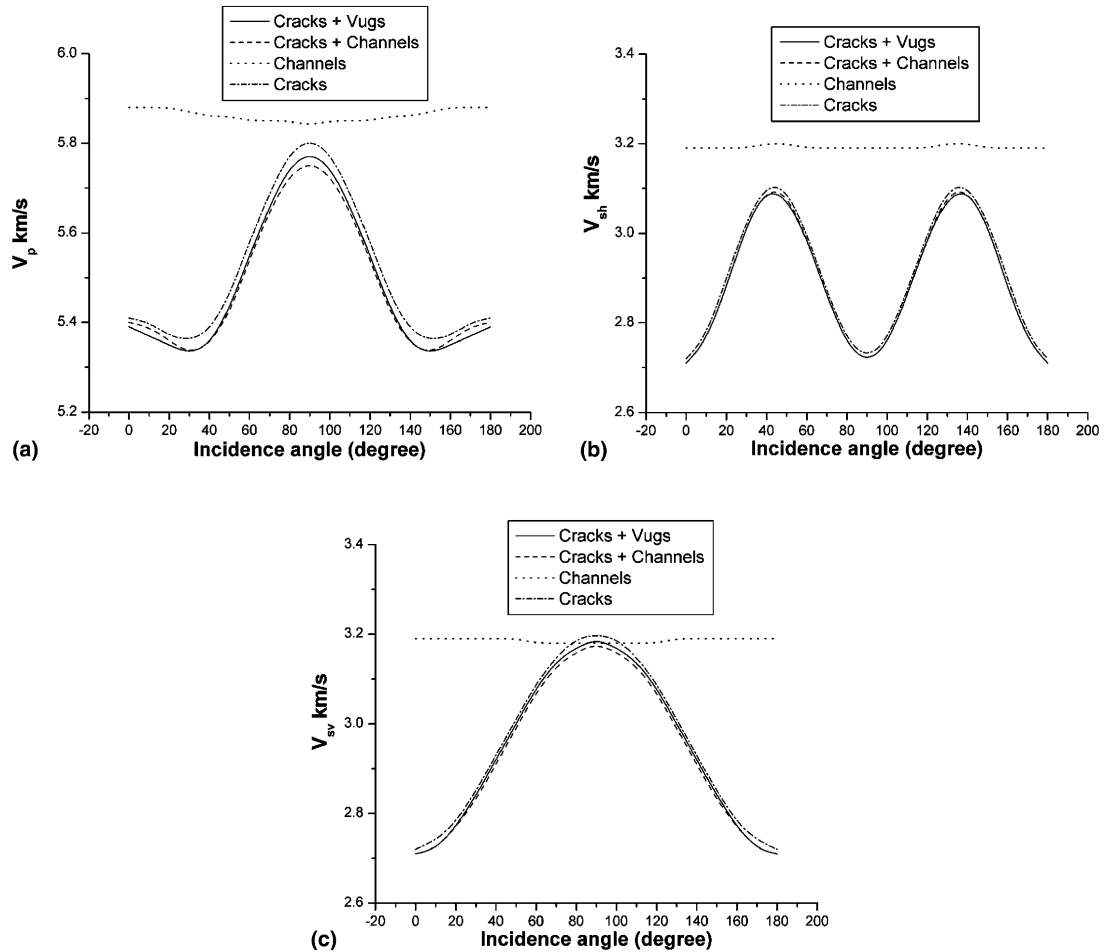 Cracks + Vugs
Cracks + Channels
Channels
Cracks
6.0
5.8
5.6
5.4
5.2
V_p km/s
-20 0 20 40 60 80 100 120 140 160 180 200
(a) Incidence angle (degree)
Cracks + Vugs
Cracks + Channels
Channels
Cracks
3.4
3.2
3.0
2.8
2.6
V_sh km/s
-20 0 20 40 60 80 100 120 140 160 180 200
(b) Incidence angle (degree)
Cracks + Vugs
Cracks + Channels
Channels
Cracks
3.4
3.2
3.0
2.8
2.6
V_sv km/s
-20 0 20 40 60 80 100 120 140 160 180 200
(c) Incidence angle (degree)